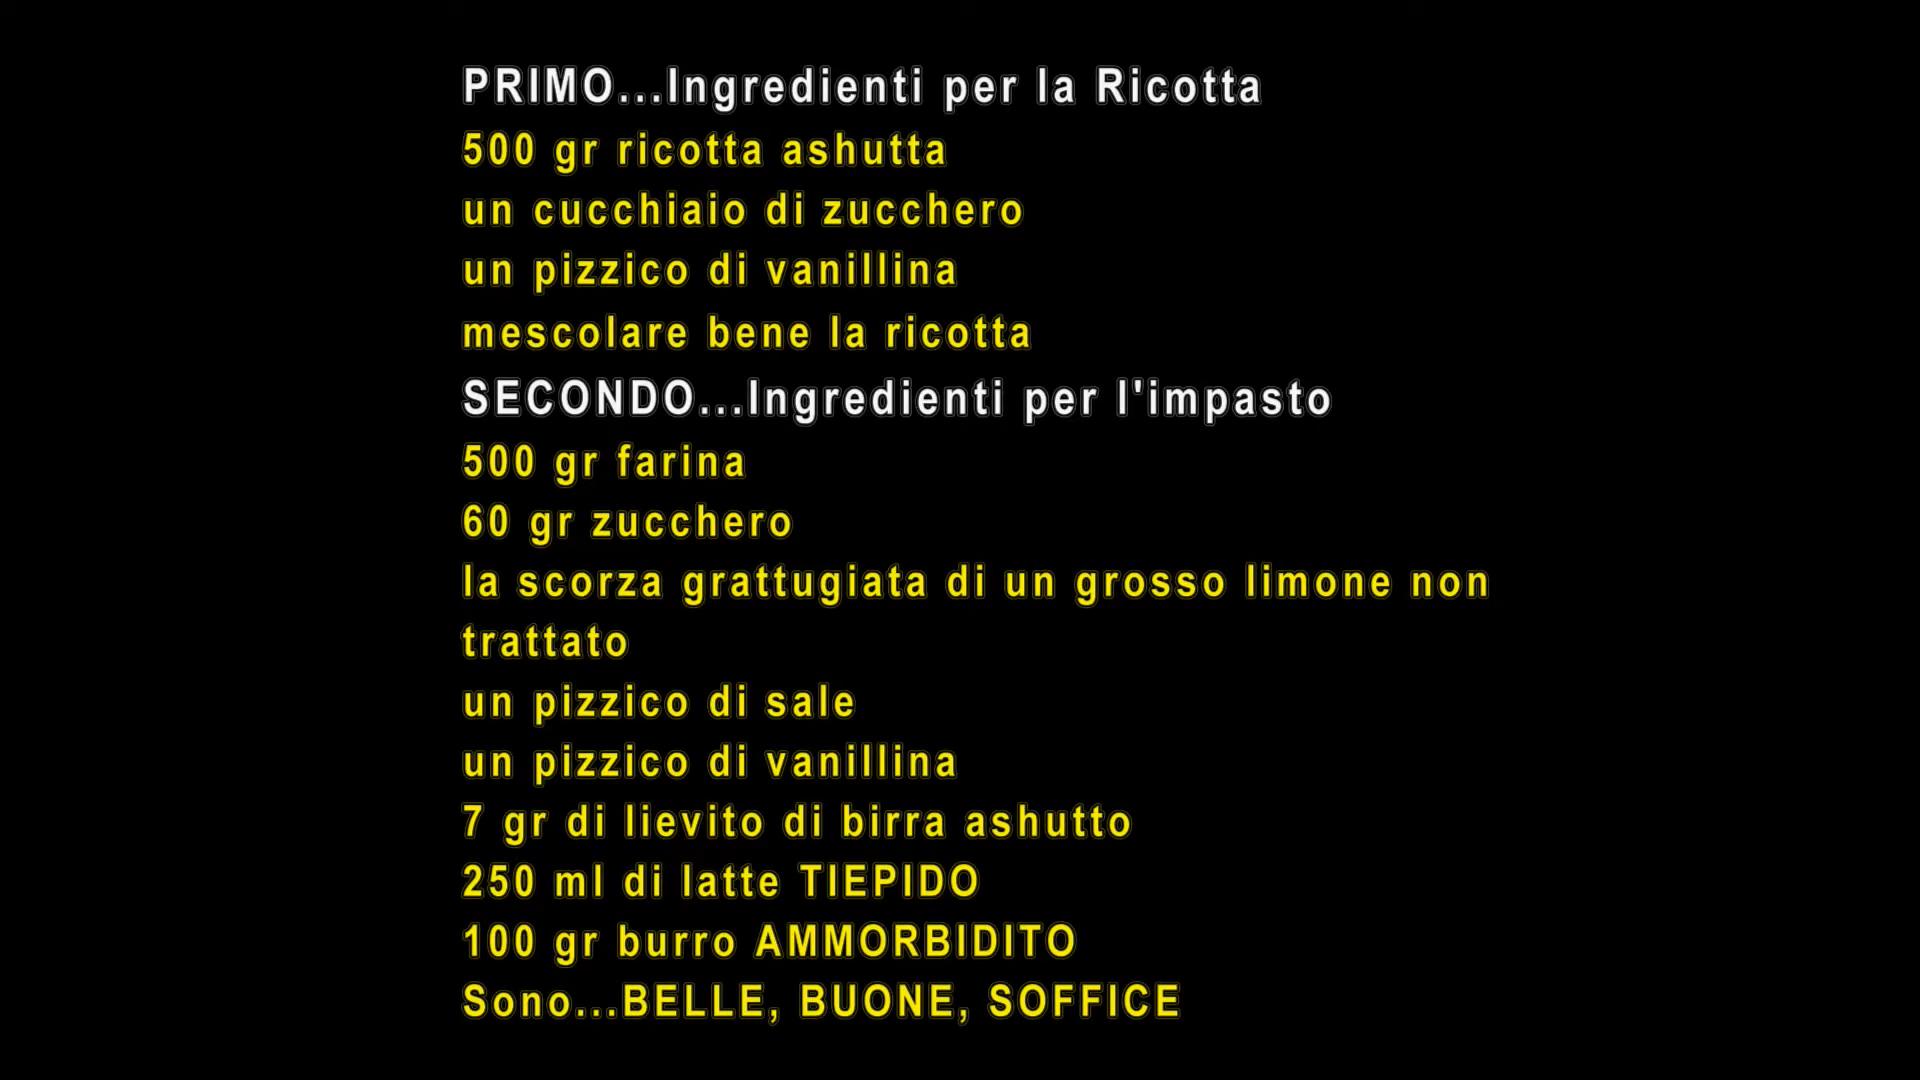 PRIMO...Ingredienti per la Ricotta
500 gr ricotta ashutta
un cucchiaio di zucchero
un pizzico di vanillina
mescolare bene la ricotta
SECONDO...Ingredienti per l'impasto
500 gr farina
60 gr zucchero
la scorza grattugiata di un grosso limone non
trattato
un pizzico di sale
un pizzico di vanillina
7 gr di lievito di birra ashutto
250 ml di latte TIEPIDO
100 gr burro AMMORBIDITO
Sono...BELLE, BUONE, SOFFICE